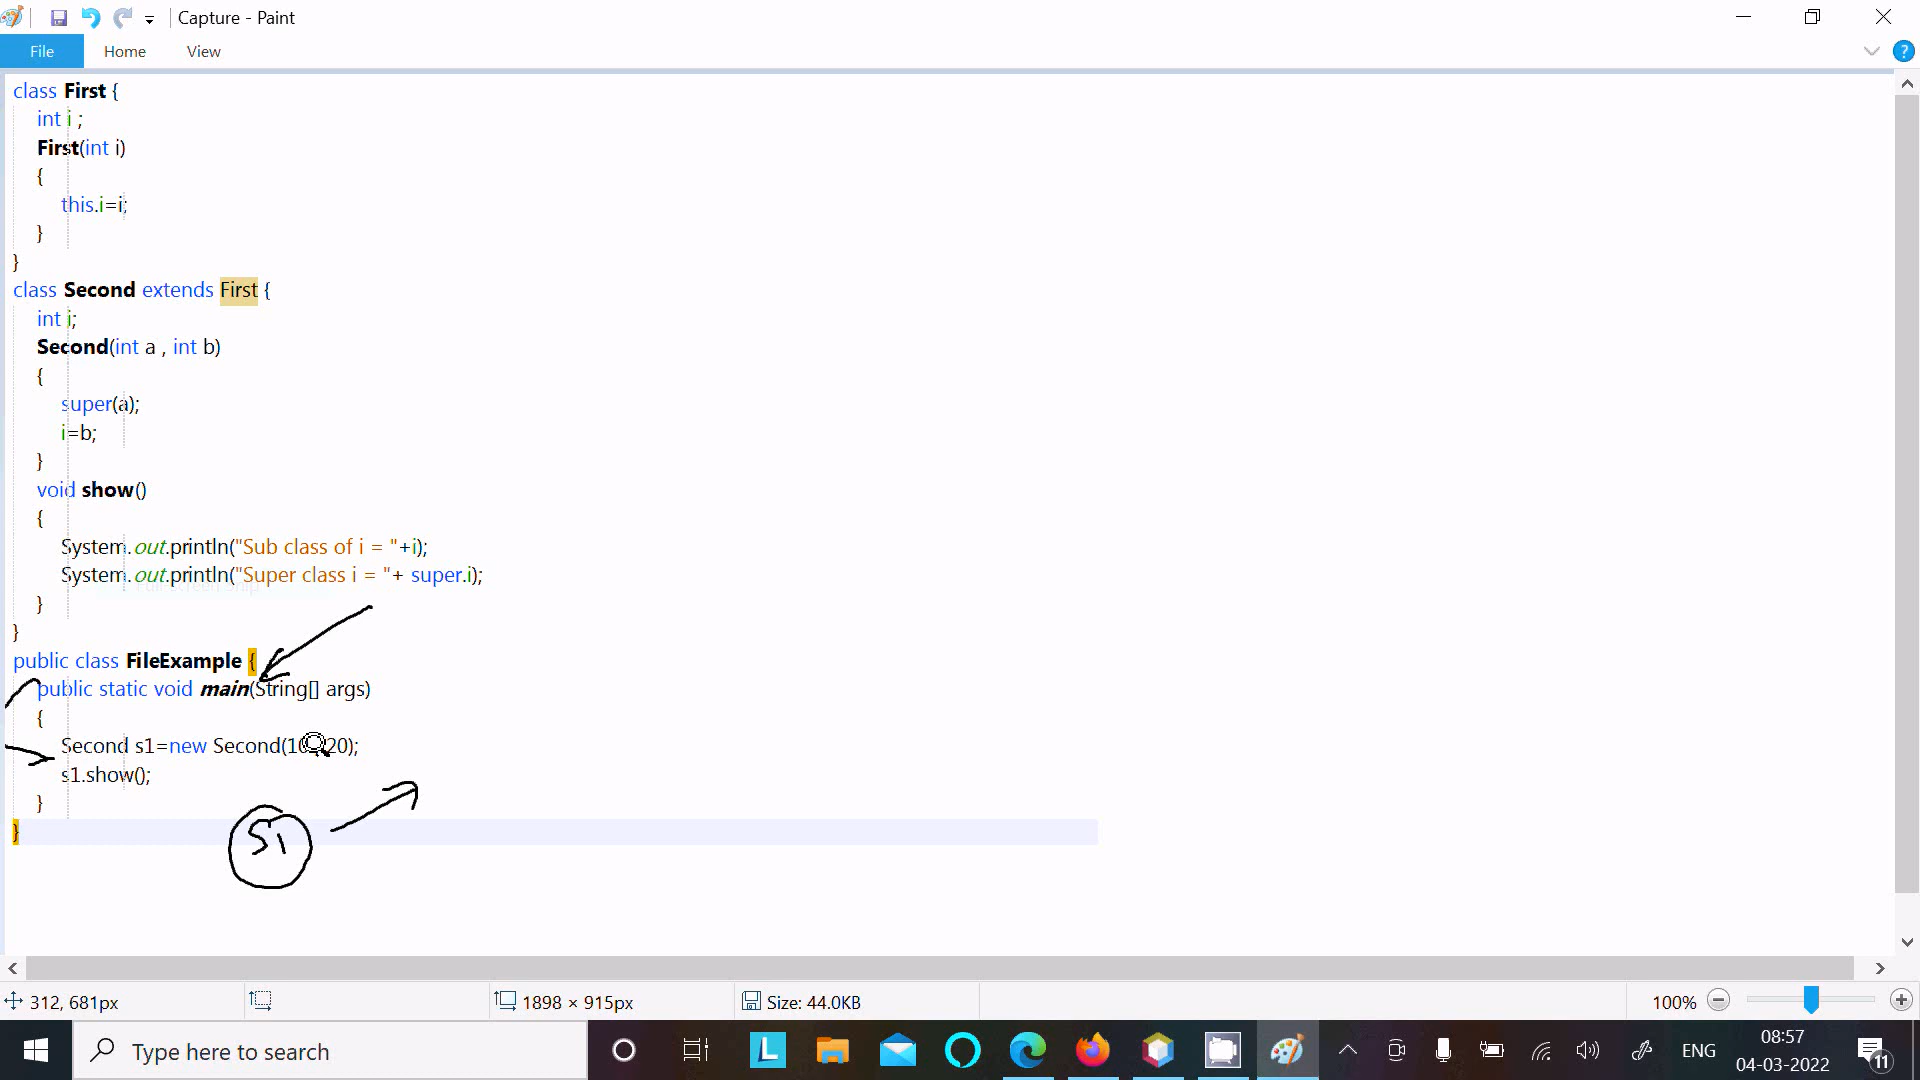 Capture - Paint
File Home View
class First {
int i ;
First(int i)
{
this.i=i;
}
}
class Second extends First {
int i;
Second(int a , int b)
{
super(a);
i=b;
}
void show()
{
System.out.println("Sub class of i = "+i);
System.out.println("Super class i = "+ super.i);
}
}
public class FileExample {
public static void main(String[] args)
{
Second s1=new Second(10 20);
s1.show();
}
}
S1
312, 681px 1898 × 915px Size: 44.0KB 100%
Type here to search L ENG 08:57
04-03-2022 11